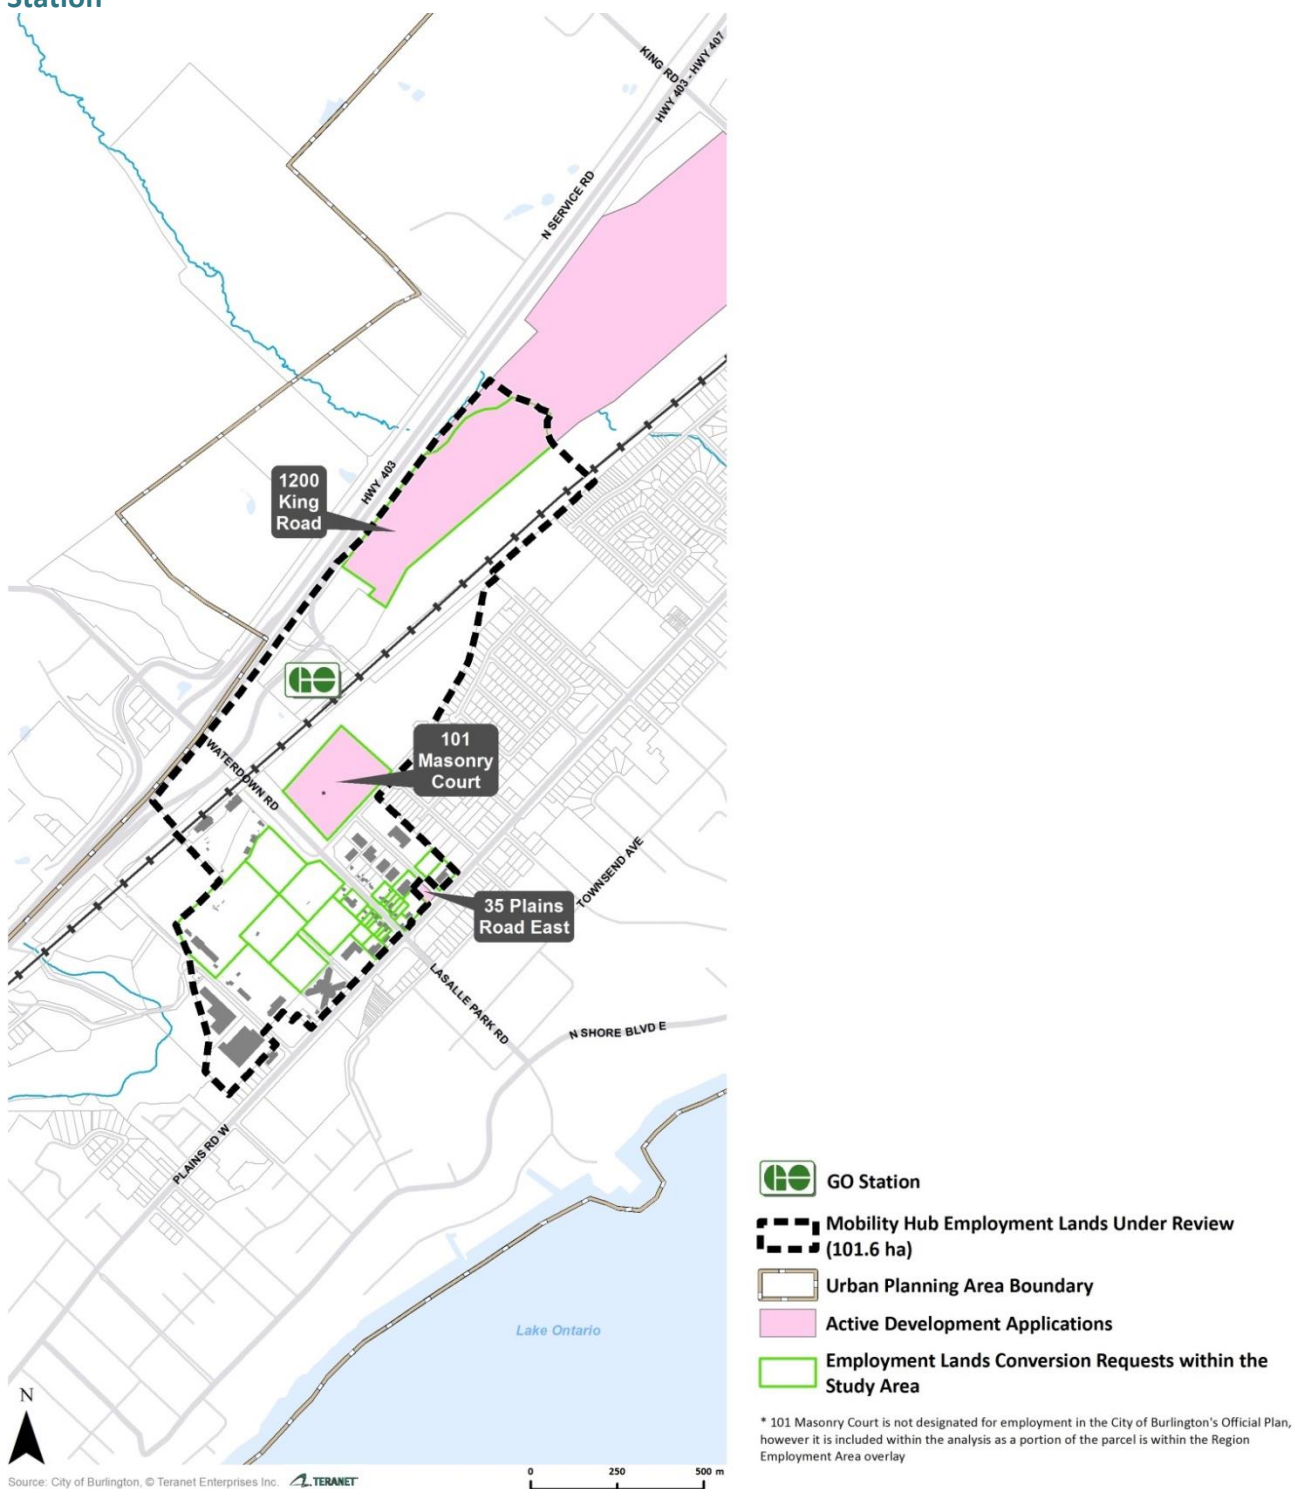 Station
KING RD
HWY 403 - HWY 407
N SERVICE RD
HWY 403
1200
King
Road
GO
WATERDOWN RD
101
Masonry
Court
TOWNSEND AVE
35 Plains
Road East
LASALLE PARK RD
N SHORE BLVD E
PLAINS RD W
Lake Ontario
N
Source: City of Burlington, © Teranet Enterprises Inc. TERANET
0 250 500 m
GO GO Station
Mobility Hub Employment Lands Under Review
(101.6 ha)
Urban Planning Area Boundary
Active Development Applications
Employment Lands Conversion Requests within the
Study Area
* 101 Masonry Court is not designated for employment in the City of Burlington's Official Plan,
however it is included within the analysis as a portion of the parcel is within the Region
Employment Area overlay